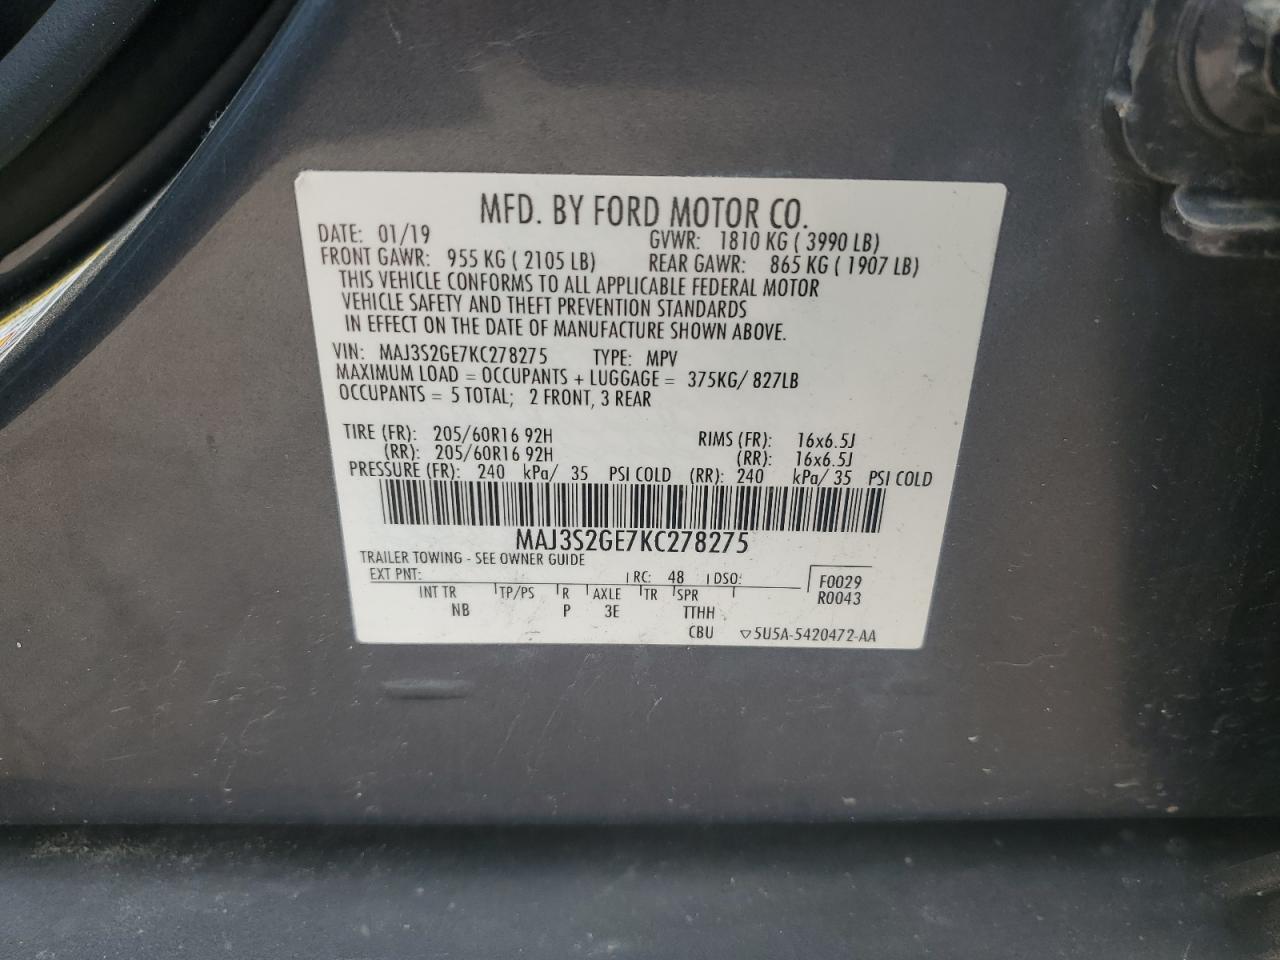 MFD. BY FORD MOTOR CO.
DATE: 01/19 GVWR: 1810 KG ( 3990 LB)
FRONT GAWR: 955 KG ( 2105 LB) REAR GAWR: 865 KG ( 1907 LB)
THIS VEHICLE CONFORMS TO ALL APPLICABLE FEDERAL MOTOR
VEHICLE SAFETY AND THEFT PREVENTION STANDARDS
IN EFFECT ON THE DATE OF MANUFACTURE SHOWN ABOVE.
VIN: MAJ3S2GE7KC278275 TYPE: MPV
MAXIMUM LOAD = OCCUPANTS + LUGGAGE = 375KG/ 827LB
OCCUPANTS = 5 TOTAL; 2 FRONT, 3 REAR
TIRE (FR): 205/60R16 92H RIMS (FR): 16x6.5J
(RR): 205/60R16 92H (RR): 16x6.5J
PRESSURE (FR): 240 kPa/ 35 PSI COLD (RR): 240 kPa/ 35 PSI COLD
MAJ3S2GE7KC278275
TRAILER TOWING - SEE OWNER GUIDE
EXT PNT: RC: 48 DSO: F0029
INT TR TP/PS R AXLE TR SPR R0043
NB P 3E TTHH
CBU ▽5U5A-5420472-AA